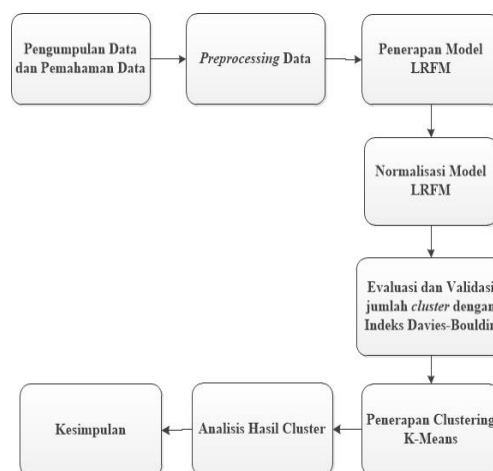 Pengumpulan Data
dan Pemahaman Data
Preprocessing Data
Penerapan Model
LRFM
Normalisasi Model
LRFM
Evaluasi dan Validasi
jumlah cluster dengan
Indeks Davies-Bouldin
Penerapan Clustering
K-Means
Analisis Hasil Cluster
Kesimpulan